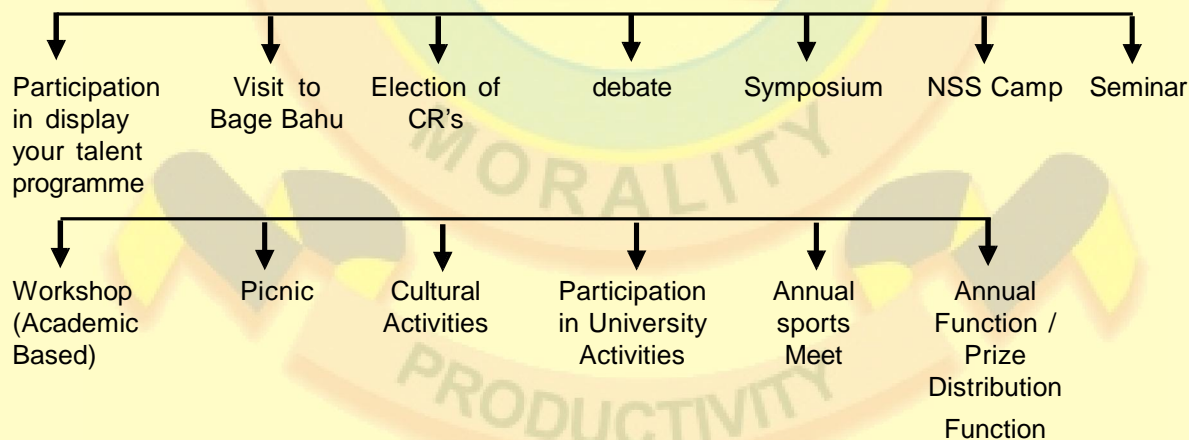 Participation
in display
your talent
programme
Visit to
Bage Bahu
Election of
CR's
debate
Symposium
NSS Camp
Seminar
MORALITY
Workshop
(Academic
Based)
Picnic
Cultural
Activities
Participation
in University
Activities
Annual
sports
Meet
Annual
Function /
Prize
Distribution
Function
PRODUCTIVITY